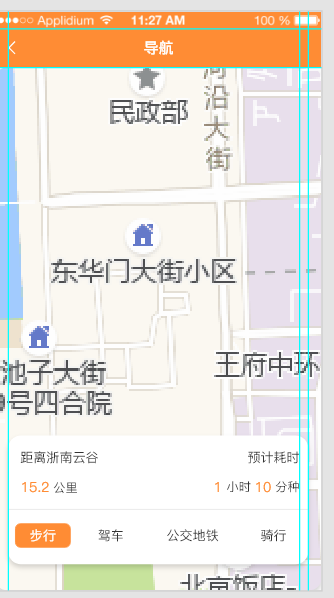 Applidium 11:27 AM 100 %
导航
民政部
河沿大街
东华门大街小区
王府中环
池子大街
号四合院
距离浙南云谷 预计耗时
15.2 公里 1 小时 10 分种
步行 驾车 公交地铁 骑行
北京饭店-